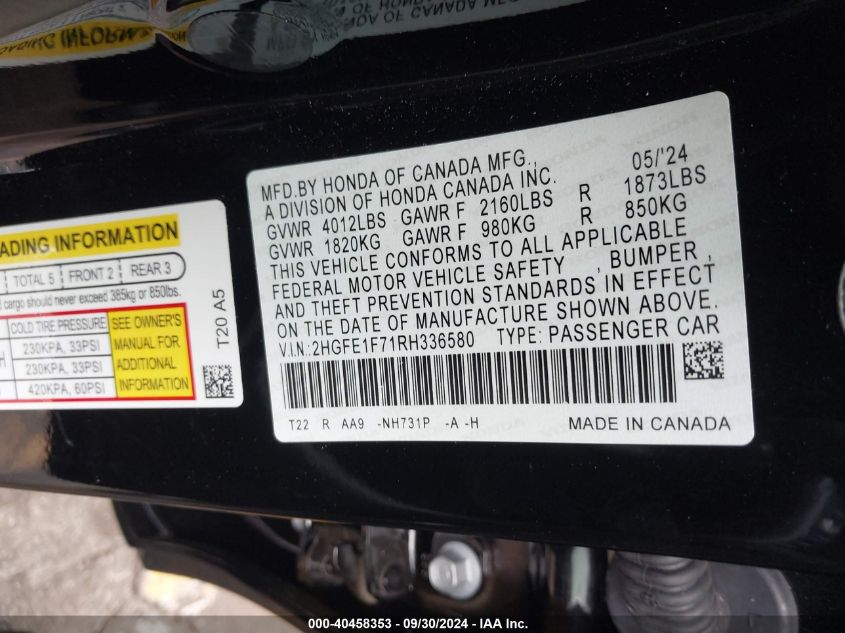 MFD.BY HONDA OF CANADA MFG., 05/'24
A DIVISION OF HONDA CANADA INC.
GVWR 4012LBS GAWR F 2160LBS R 1873LBS
GVWR 1820KG GAWR F 980KG R 850KG
THIS VEHICLE CONFORMS TO ALL APPLICABLE
FEDERAL MOTOR VEHICLE SAFETY , BUMPER ,
AND THEFT PREVENTION STANDARDS IN EFFECT
ON THE DATE OF MANUFACTURE SHOWN ABOVE.
V.I.N.:2HGFE1F71RH336580 TYPE: PASSENGER CAR
T22 R AA9 -NH731P -A -H MADE IN CANADA
ADING INFORMATION
TOTAL 5 FRONT 2 REAR 3
cargo should never exceed 385kg or 850lbs.
COLD TIRE PRESSURE
230KPA, 33PSI
230KPA, 33PSI
420KPA, 60PSI
SEE OWNER'S
MANUAL FOR
ADDITIONAL
INFORMATION
T20 A5
000-40458353 - 09/30/2024 - IAA Inc.